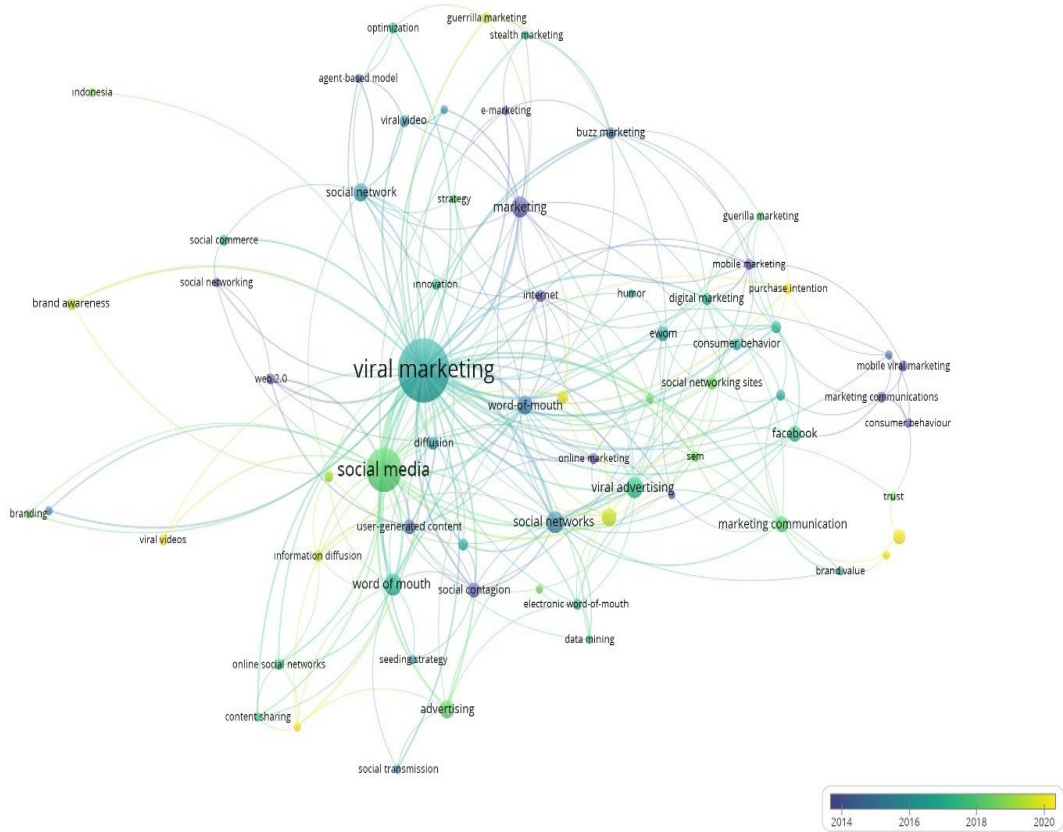 guerrilla marketing
optimization
stealth marketing
agent-based model
indonesia
e-marketing
viral video
buzz marketing
social network
strategy
marketing
guerilla marketing
social commerce
mobile marketing
social networking
innovation
purchase intention
internet
humor
digital marketing
brand awareness
ewom
consumer behavior
mobile viral marketing
viral marketing
web 2.0
social networking sites
marketing communications
word-of-mouth
consumer behaviour
facebook
diffusion
online marketing
sem
social media
viral advertising
trust
branding
user-generated content
social networks
marketing communication
viral videos
information diffusion
brand value
word of mouth
social contagion
electronic word-of-mouth
data mining
online social networks
seeding strategy
content sharing
advertising
social transmission
2014 2016 2018 2020